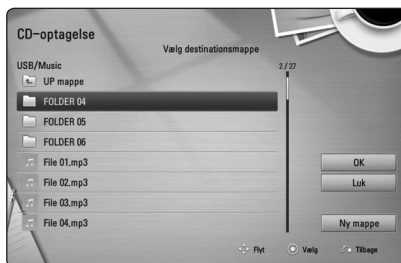 CD-optagelse
Vælg destinationsmappe
USB/Music
2 / 27
UP mappe
FOLDER 04
FOLDER 05
FOLDER 06
File 01.mp3
File 02.mp3
File 03.mp3
File 04.mp3
OK
Luk
Ny mappe
Flyt Vælg Tilbage